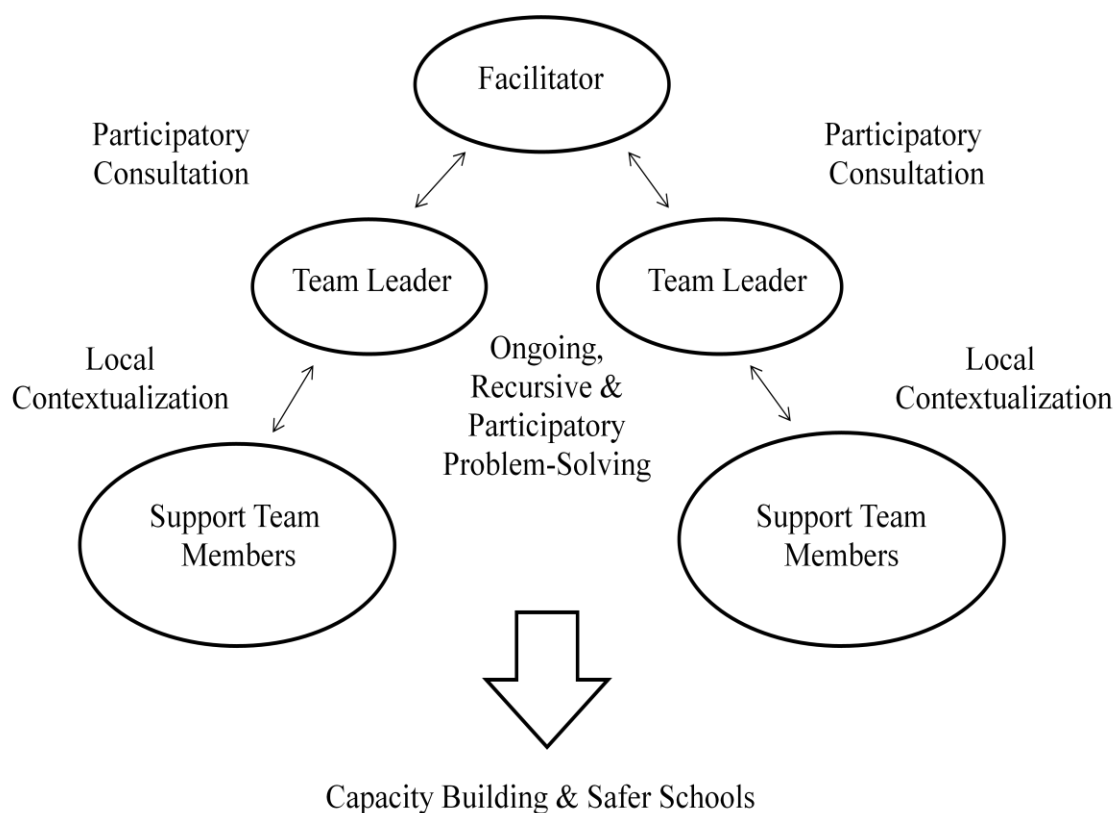 Facilitator
Participatory
Consultation
Participatory
Consultation
Team Leader
Team Leader
Ongoing,
Recursive &
Participatory
Problem-Solving
Local
Contextualization
Local
Contextualization
Support Team
Members
Support Team
Members
Capacity Building & Safer Schools